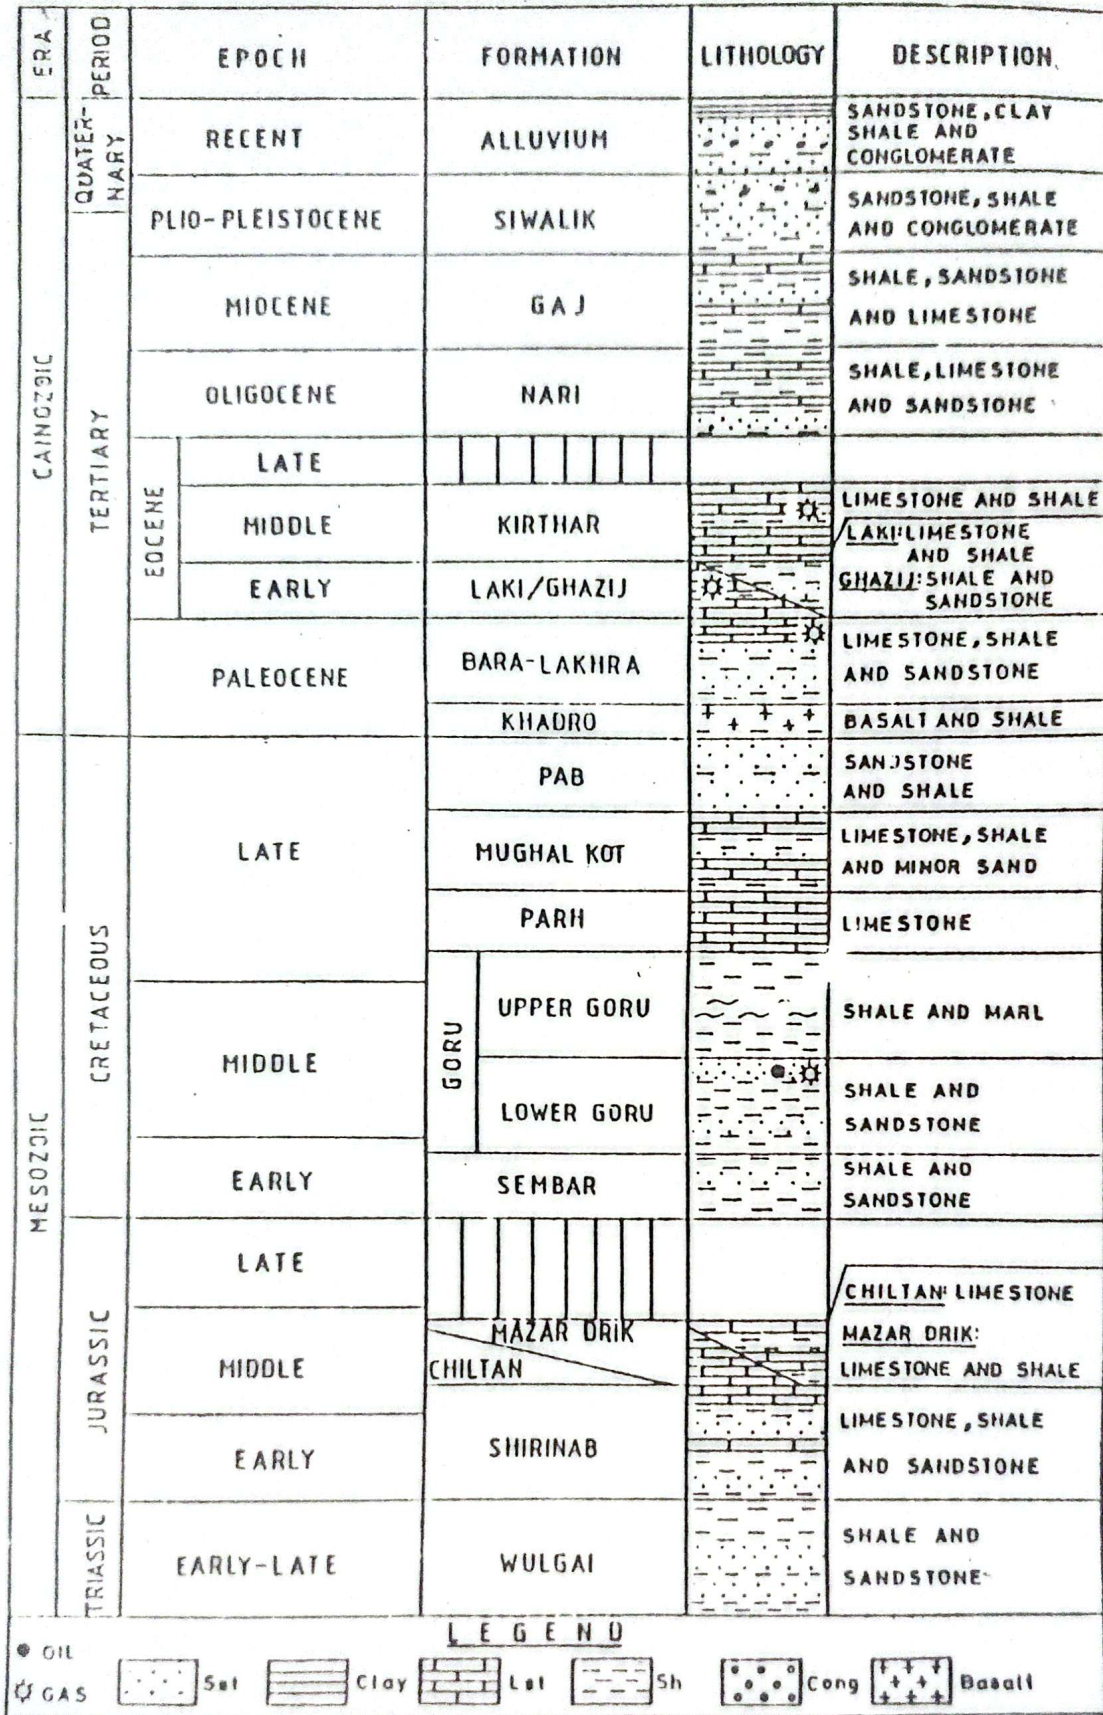 ERA
PERIOD
EPOCH
FORMATION
LITHOLOGY
DESCRIPTION
CAINOZOIC
QUATER-
NARY
RECENT
ALLUVIUM
SANDSTONE, CLAY
SHALE AND
CONGLOMERATE
PLIO-PLEISTOCENE
SIWALIK
SANDSTONE, SHALE
AND CONGLOMERATE
TERTIARY
MIOCENE
GAJ
SHALE, SANDSTONE
AND LIMESTONE
OLIGOCENE
NARI
SHALE, LIMESTONE
AND SANDSTONE
EOCENE
LATE
MIDDLE
KIRTHAR
LIMESTONE AND SHALE
EARLY
LAKI/GHAZIJ
LAKI: LIMESTONE
AND SHALE
GHAZIJ: SHALE AND
SANDSTONE
PALEOCENE
BARA-LAKHRA
LIMESTONE, SHALE
AND SANDSTONE
KHADRO
BASALT AND SHALE
MESOZOIC
CRETACEOUS
LATE
PAB
SANDSTONE
AND SHALE
MUGHAL KOT
LIMESTONE, SHALE
AND MINOR SAND
PARH
LIMESTONE
MIDDLE
GORU
UPPER GORU
SHALE AND MARL
LOWER GORU
SHALE AND
SANDSTONE
EARLY
SEMBAR
SHALE AND
SANDSTONE
JURASSIC
LATE
MIDDLE
MAZAR DRIK
CHILTAN
CHILTAN: LIMESTONE
MAZAR DRIK:
LIMESTONE AND SHALE
EARLY
SHIRINAB
LIMESTONE, SHALE
AND SANDSTONE
TRIASSIC
EARLY-LATE
WULGAI
SHALE AND
SANDSTONE
LEGEND
OIL
GAS
Sst
Clay
Lst
Sh
Cong
Basalt